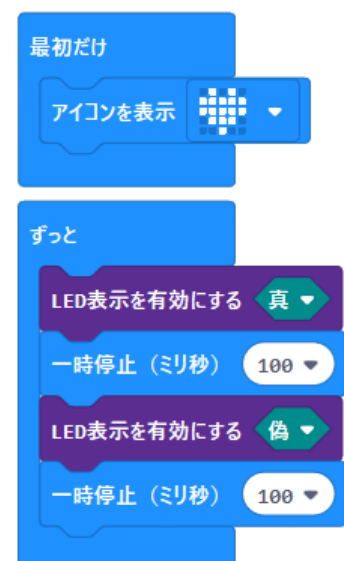 最初だけ
アイコンを表示
ずっと
LED表示を有効にする 真
一時停止 (ミリ秒) 100
LED表示を有効にする 偽
一時停止 (ミリ秒) 100